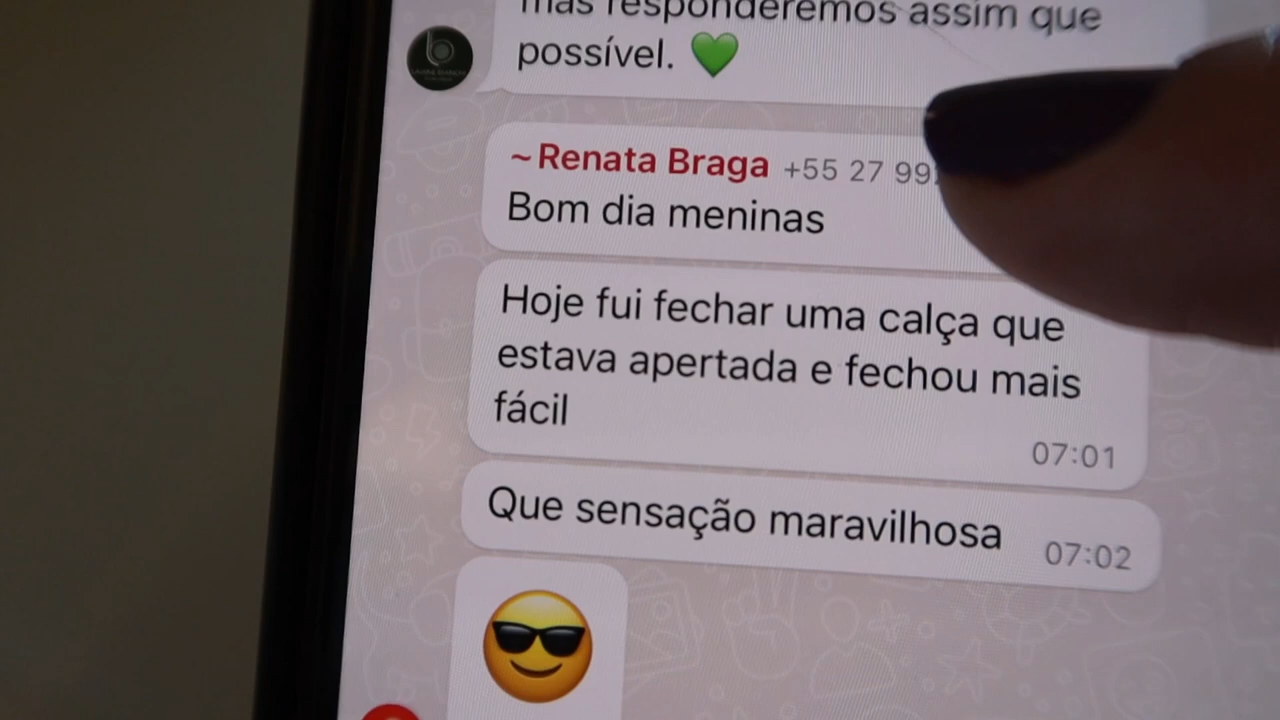 mas responderemos assim que
possível. 💚
~Renata Braga +55 27 99
Bom dia meninas
Hoje fui fechar uma calça que
estava apertada e fechou mais
fácil
07:01
Que sensação maravilhosa 07:02
😎